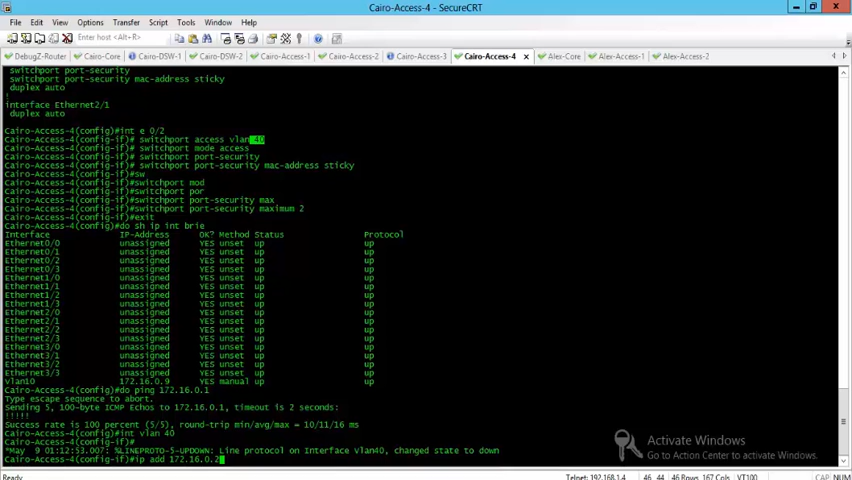 Cairo-Access-4 - SecureCRT
File Edit View Options Transfer Script Tools Window Help
Enter host <Alt+R>
DebugZ-Router Cairo-Core Cairo-DSW-1 Cairo-DSW-2 Cairo-Access-1 Cairo-Access-2 Cairo-Access-3 Cairo-Access-4 Alex-Core Alex-Access-1 Alex-Access-2
switchport port-security
switchport port-security mac-address sticky
duplex auto
!
interface Ethernet2/1
duplex auto
Cairo-Access-4(config)#int e 0/2
Cairo-Access-4(config-if)# switchport access vlan 40
Cairo-Access-4(config-if)# switchport mode access
Cairo-Access-4(config-if)# switchport port-security
Cairo-Access-4(config-if)# switchport port-security mac-address sticky
Cairo-Access-4(config-if)#sw
Cairo-Access-4(config-if)#switchport mod
Cairo-Access-4(config-if)#switchport por
Cairo-Access-4(config-if)#switchport port-security max
Cairo-Access-4(config-if)#switchport port-security maximum 2
Cairo-Access-4(config-if)#exit
Cairo-Access-4(config)#do sh ip int brie
Interface IP-Address OK? Method Status Protocol
Ethernet0/0 unassigned YES unset up up
Ethernet0/1 unassigned YES unset up up
Ethernet0/2 unassigned YES unset up up
Ethernet0/3 unassigned YES unset up up
Ethernet1/0 unassigned YES unset up up
Ethernet1/1 unassigned YES unset up up
Ethernet1/2 unassigned YES unset up up
Ethernet1/3 unassigned YES unset up up
Ethernet2/0 unassigned YES unset up up
Ethernet2/1 unassigned YES unset up up
Ethernet2/2 unassigned YES unset up up
Ethernet2/3 unassigned YES unset up up
Ethernet3/0 unassigned YES unset up up
Ethernet3/1 unassigned YES unset up up
Ethernet3/2 unassigned YES unset up up
Ethernet3/3 unassigned YES unset up up
Vlan10 172.16.0.9 YES manual up up
Cairo-Access-4(config)#do ping 172.16.0.1
Type escape sequence to abort.
Sending 5, 100-byte ICMP Echos to 172.16.0.1, timeout is 2 seconds:
!!!!!
Success rate is 100 percent (5/5), round-trip min/avg/max = 10/11/16 ms
Cairo-Access-4(config)#int vlan 40
Cairo-Access-4(config-if)#
*May 9 01:12:53.007: %LINEPROTO-5-UPDOWN: Line protocol on Interface Vlan40, changed state to down
Cairo-Access-4(config-if)#ip add 172.16.0.2
Activate Windows
Go to Action Center to activate Windows.
Telnet: 192.168.1.4 46, 44 46 Rows, 167 Cols VT100 CAP NUM